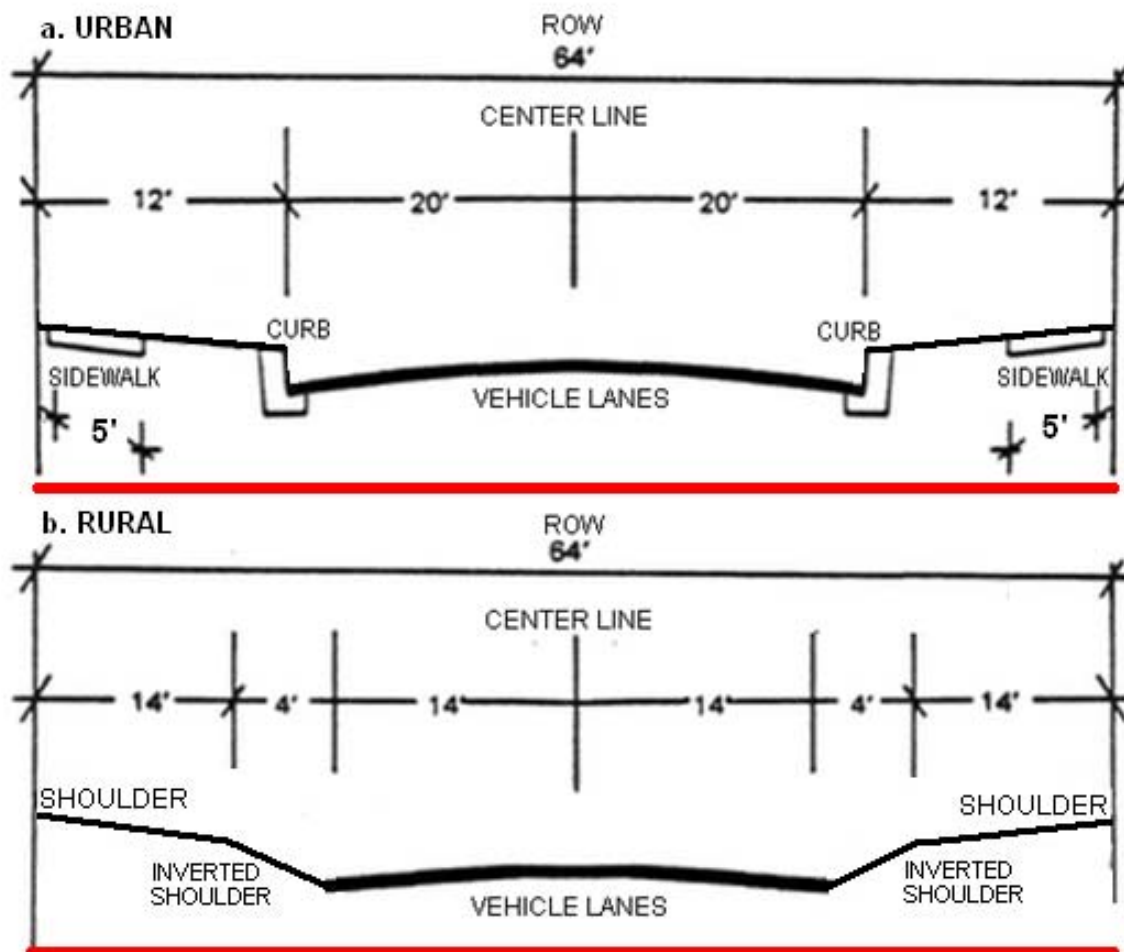 a. URBAN
ROW
64'
CENTER LINE
12' 20' 20' 12'
CURB CURB
SIDEWALK VEHICLE LANES SIDEWALK
5' 5'
b. RURAL
ROW
64'
CENTER LINE
14' 4' 14' 14' 4' 14'
SHOULDER SHOULDER
INVERTED
SHOULDER
VEHICLE LANES
INVERTED
SHOULDER